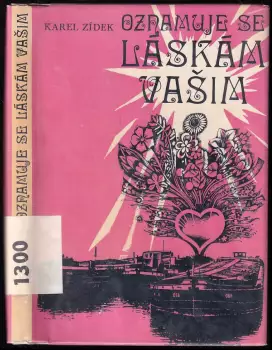 KAREL ZÍDEK
OZNAMUJE SE
LÁSKÁM
VAŠIM
OZNAMUJE SE LÁSKÁM VAŠIM
1300